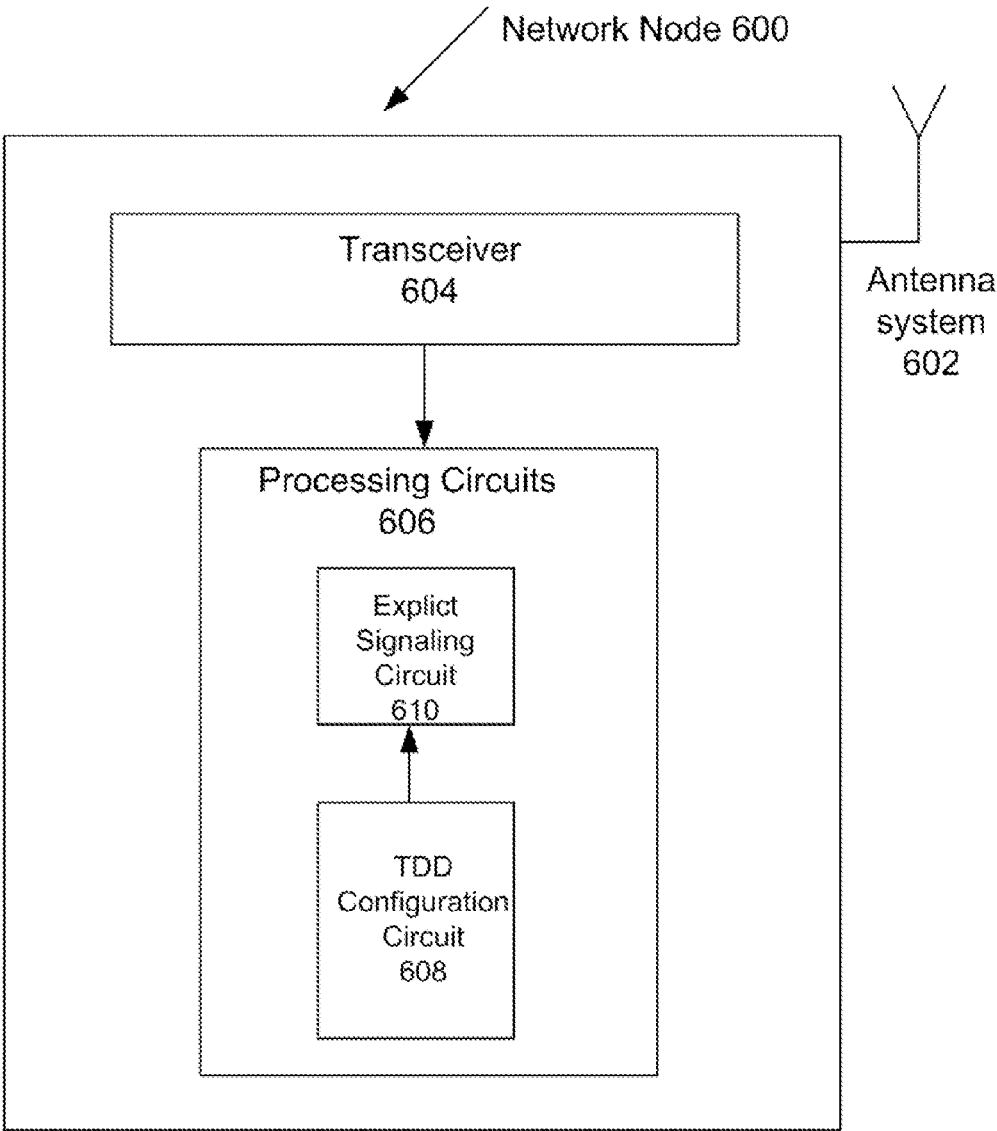 Network Node 600
Transceiver
604
Antenna
system
602
Processing Circuits
606
Explict
Signaling
Circuit
610
TDD
Configuration
Circuit
608